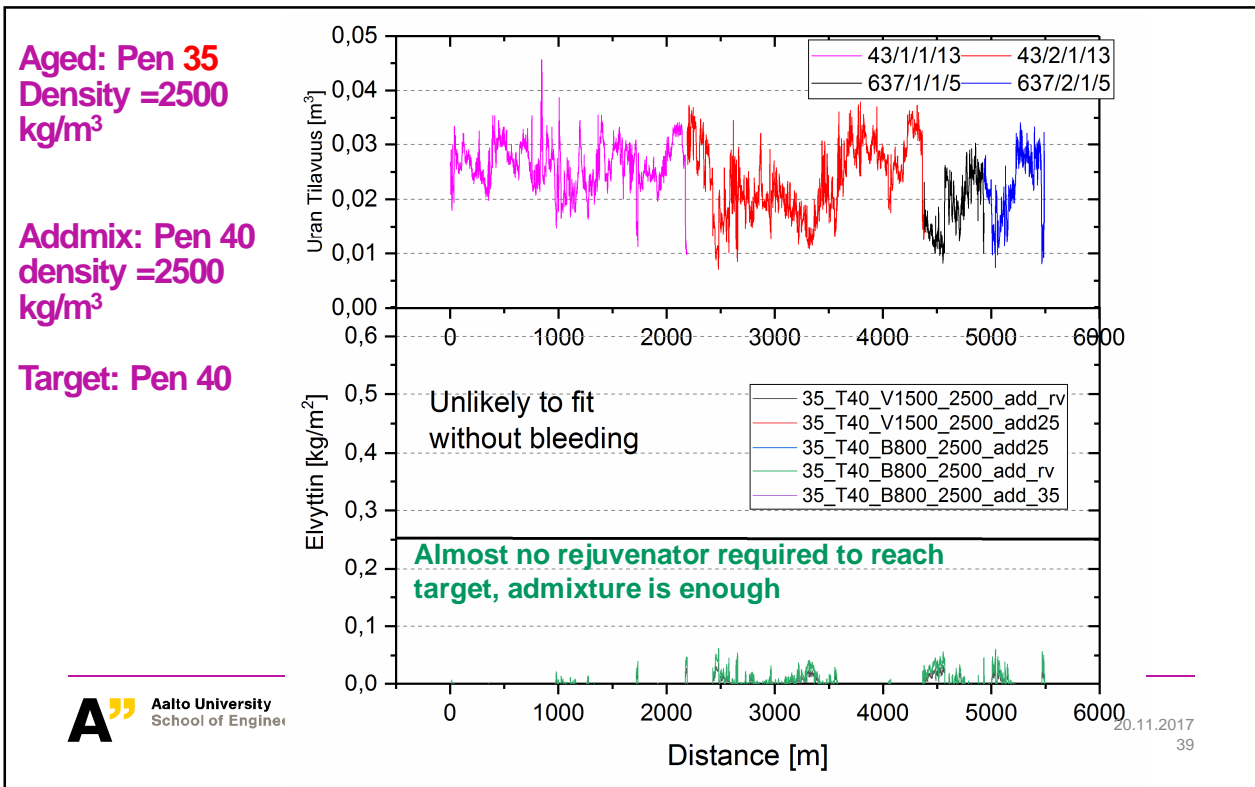 Aged: Pen 35
Density =2500
kg/m³
Addmix: Pen 40
density =2500
kg/m³
Target: Pen 40
0,05
0,04
0,03
0,02
0,01
0,00
Uran Tilavuus [m³]
43/1/1/13
43/2/1/13
637/1/1/5
637/2/1/5
0 1000 2000 3000 4000 5000 6000
0,6
0,5
0,4
0,3
0,2
0,1
0,0
Elvyttin [kg/m²]
Unlikely to fit
without bleeding
35_T40_V1500_2500_add_rv
35_T40_V1500_2500_add25
35_T40_B800_2500_add25
35_T40_B800_2500_add_rv
35_T40_B800_2500_add_35
Almost no rejuvenator required to reach
target, admixture is enough
0 1000 2000 3000 4000 5000 6000
Distance [m]
A”
Aalto University
School of Enginee
20.11.2017
39